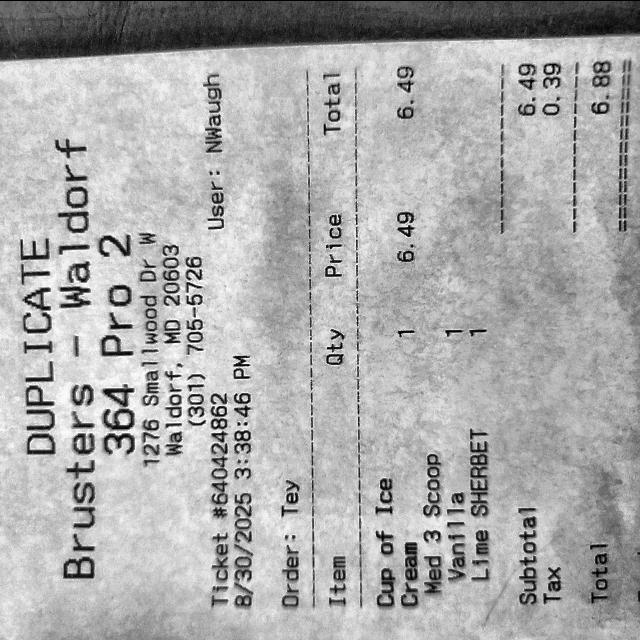 DUPLICATE
Brusters - Waldorf
364 Pro 2
1276 Smallwood Dr W
Waldorf, MD 20603
(301) 705-5726
Ticket #640424862 User: NWaugh
8/30/2025 3:38:46 PM
Order: Tey
Item Qty Price Total
Cup of Ice
Cream 1 6.49 6.49
Med 3 Scoop
Vanilla 1
Lime SHERBET 1
Subtotal 6.49
Tax 0.39
Total 6.88